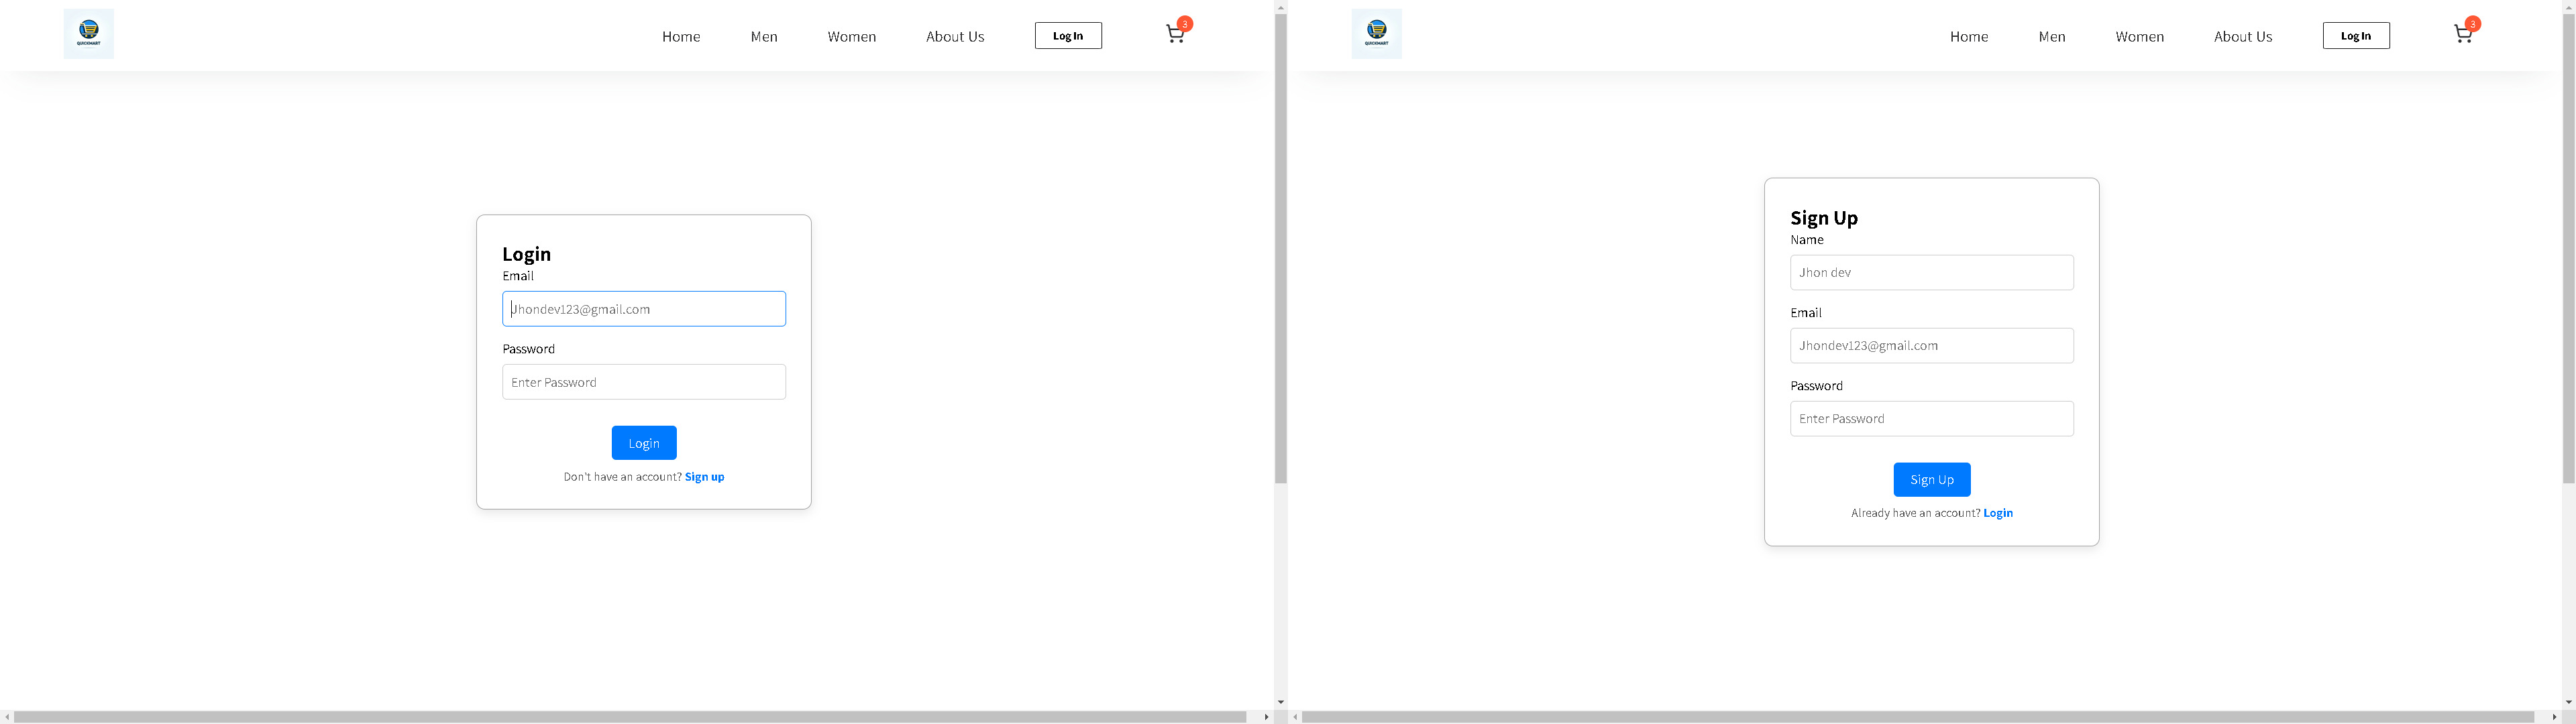 QUICKMART
Home
Men
Women
About Us
Log In
3
Login
Email
Jhondev123@gmail.com
Password
Enter Password
Login
Don't have an account? Sign up
QUICKMART
Home
Men
Women
About Us
Log In
3
Sign Up
Name
Jhon dev
Email
Jhondev123@gmail.com
Password
Enter Password
Sign Up
Already have an account? Login